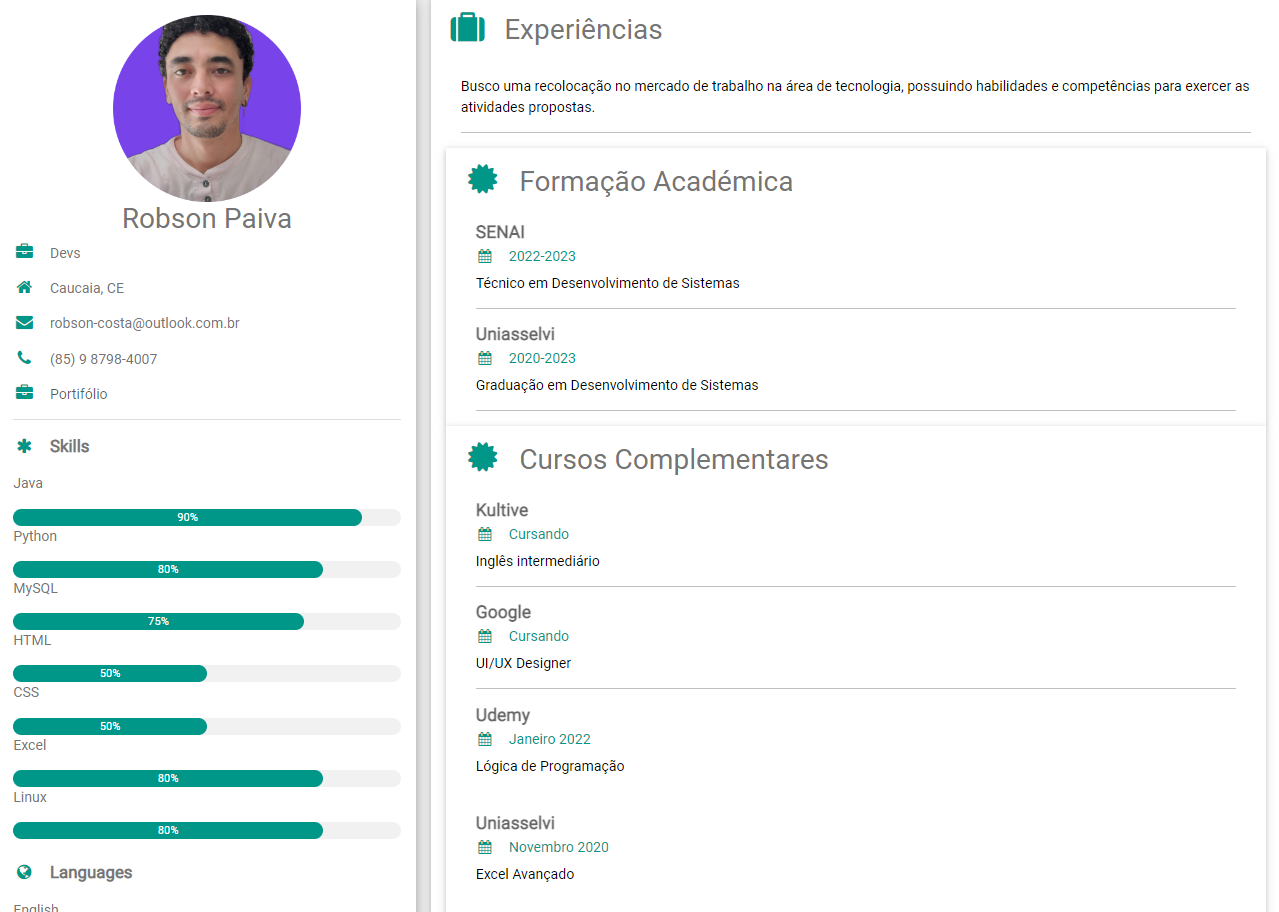 Robson Paiva
Devs
Caucaia, CE
robson-costa@outlook.com.br
(85) 9 8798-4007
Portifólio
Skills
Java
90%
Python
80%
MySQL
75%
HTML
50%
CSS
50%
Excel
80%
Linux
80%
Languages
English
Experiências
Busco uma recolocação no mercado de trabalho na área de tecnologia, possuindo habilidades e competências para exercer as
atividades propostas.
Formação Académica
SENAI
2022-2023
Técnico em Desenvolvimento de Sistemas
Uniasselvi
2020-2023
Graduação em Desenvolvimento de Sistemas
Cursos Complementares
Kultive
Cursando
Inglês intermediário
Google
Cursando
UI/UX Designer
Udemy
Janeiro 2022
Lógica de Programação
Uniasselvi
Novembro 2020
Excel Avançado